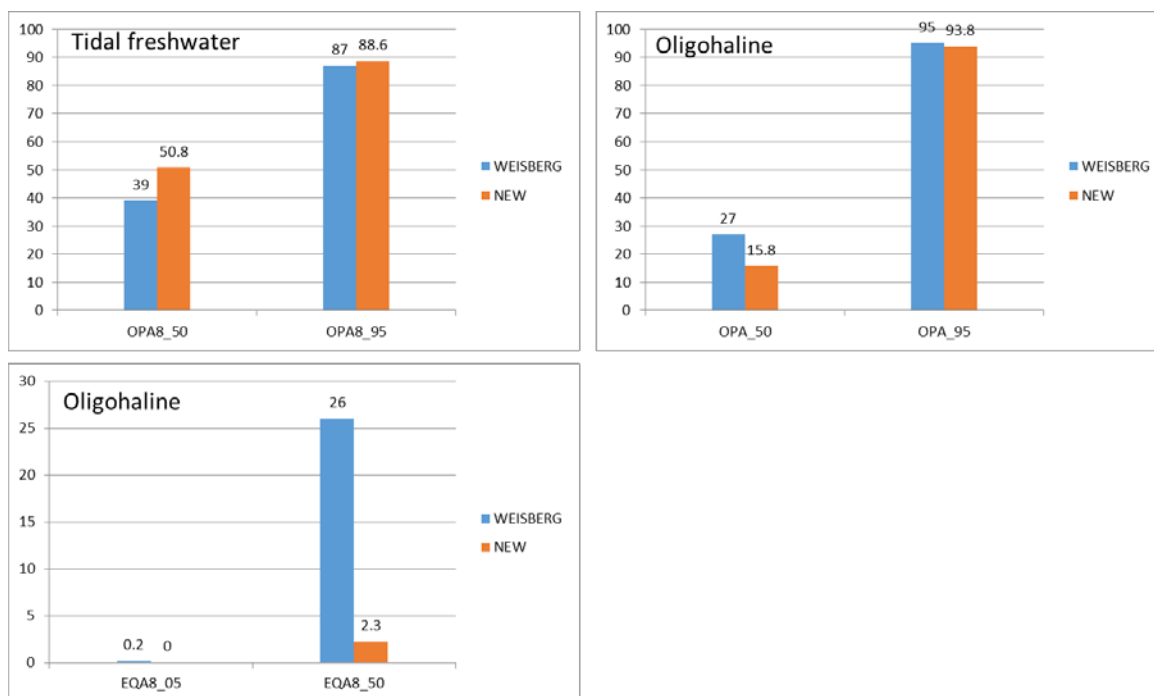 Tidal freshwater
100
90
80
70
60
50
40
30
20
10
0
39
50.8
87
88.6
OPA8_50
OPA8_95
WEISBERG
NEW
Oligohaline
100
90
80
70
60
50
40
30
20
10
0
27
15.8
95
93.8
OPA_50
OPA_95
WEISBERG
NEW
Oligohaline
30
25
20
15
10
5
0
0.2
0
26
2.3
EQA8_05
EQA8_50
WEISBERG
NEW